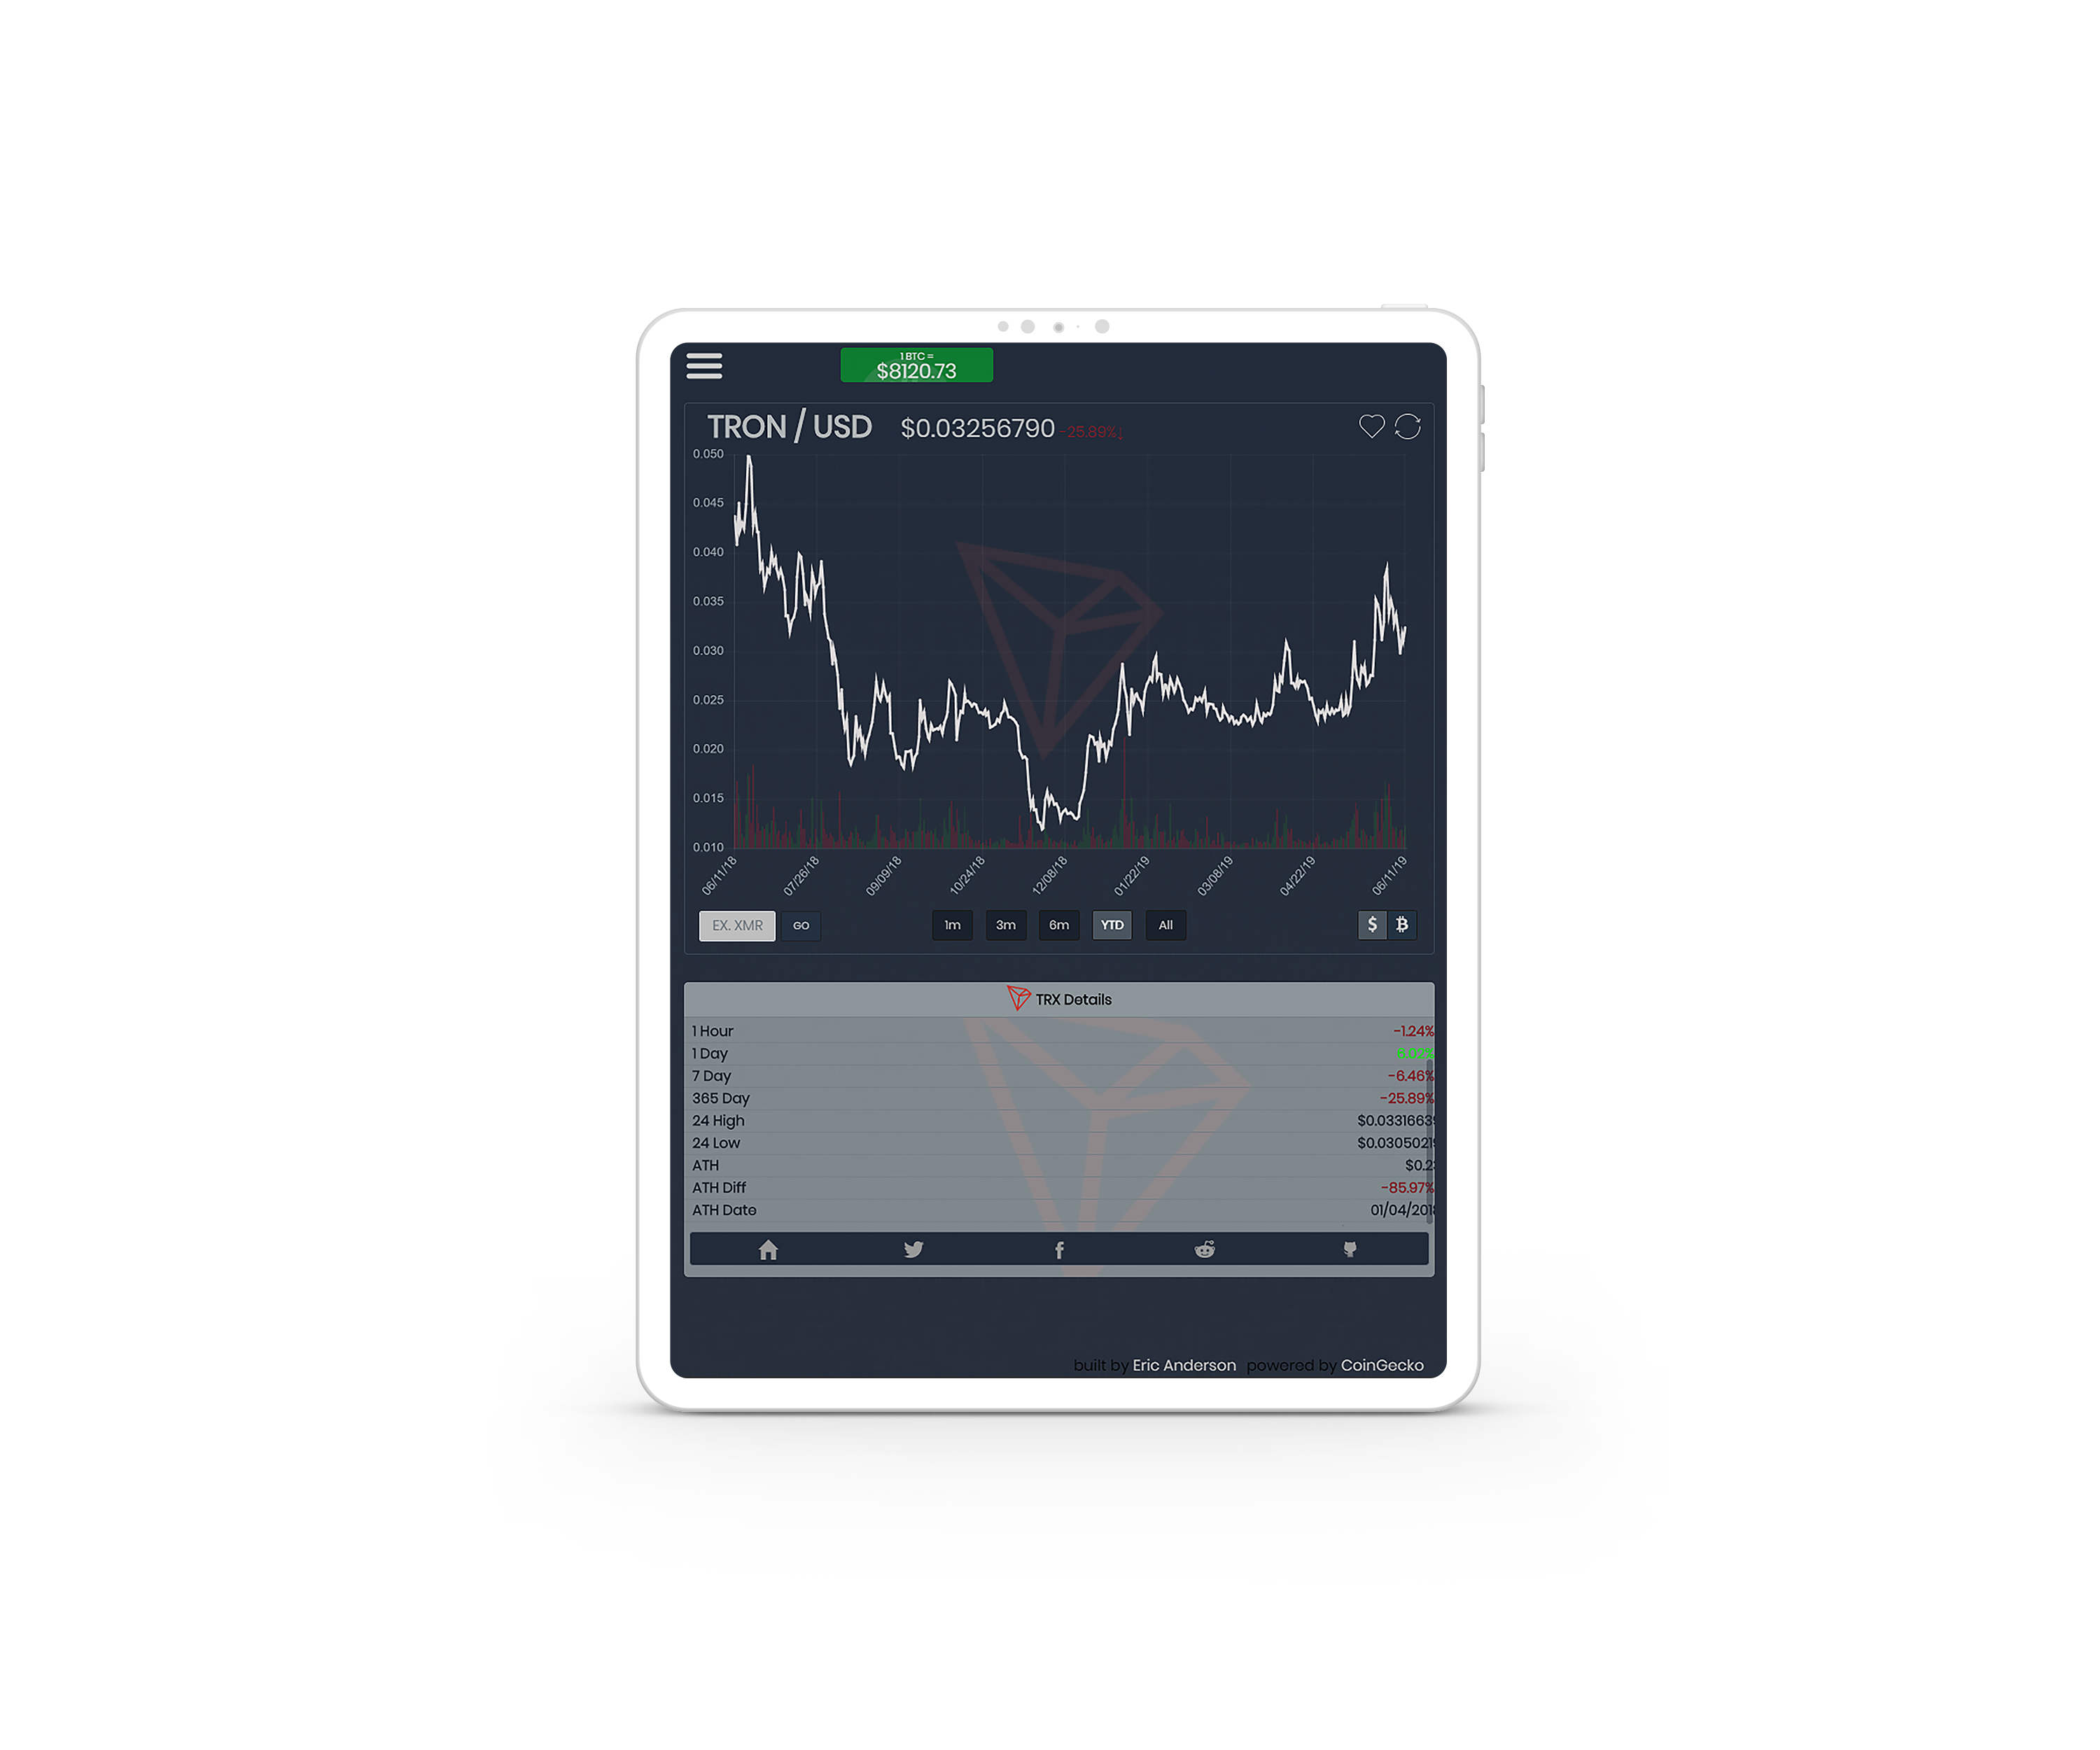 1 BTC =
$8120.73
TRON / USD $0.03256790 -25.89%↓
0.050
0.045
0.040
0.035
0.030
0.025
0.020
0.015
0.010
06/11/18 07/26/18 09/09/18 10/24/18 12/08/18 01/22/19 03/08/19 04/22/19 06/11/19
EX. XMR GO 1m 3m 6m YTD All $ ₿
TRX Details
1 Hour -1.24%
1 Day
7 Day -6.46%
365 Day -25.89%
24 High $0.0331663
24 Low $0.0305021
ATH $0.2
ATH Diff -85.97%
ATH Date 01/04/201
built by Eric Anderson powered by CoinGecko